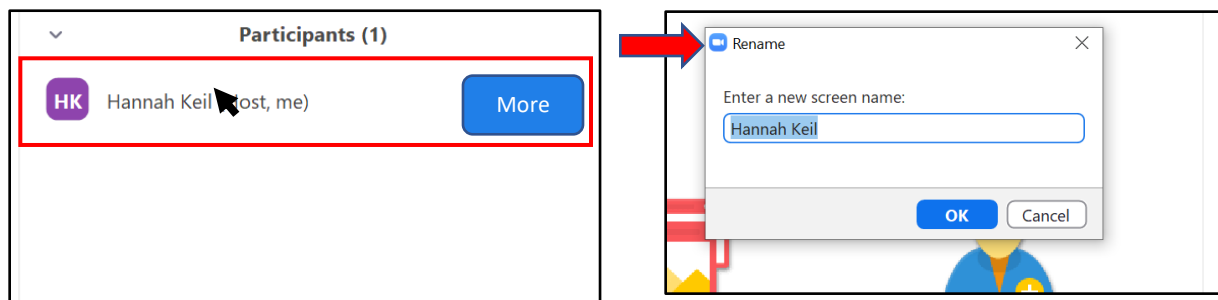 Participants (1)
HK
Hannah Keil ost, me)
More
Rename
Enter a new screen name:
Hannah Keil
OK
Cancel